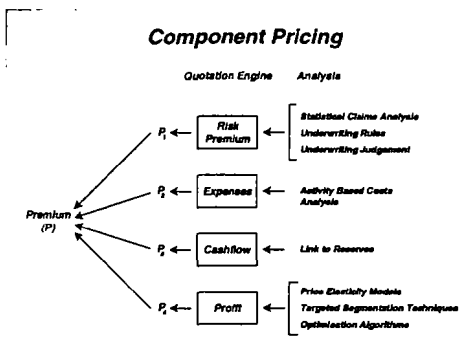 Component Pricing
Quotation Engine Analysis
Risk
Premium
P₁
Statistical Claims Analysis
Underwriting Rules
Underwriting Judgement
P₂
Expenses
Activity Based Costs
Analysis
Premium
(P)
P₃
Cashflow
Link to Reserves
P₄
Profit
Price Elasticity Models
Targeted Segmentation Techniques
Optimisation Algorithms